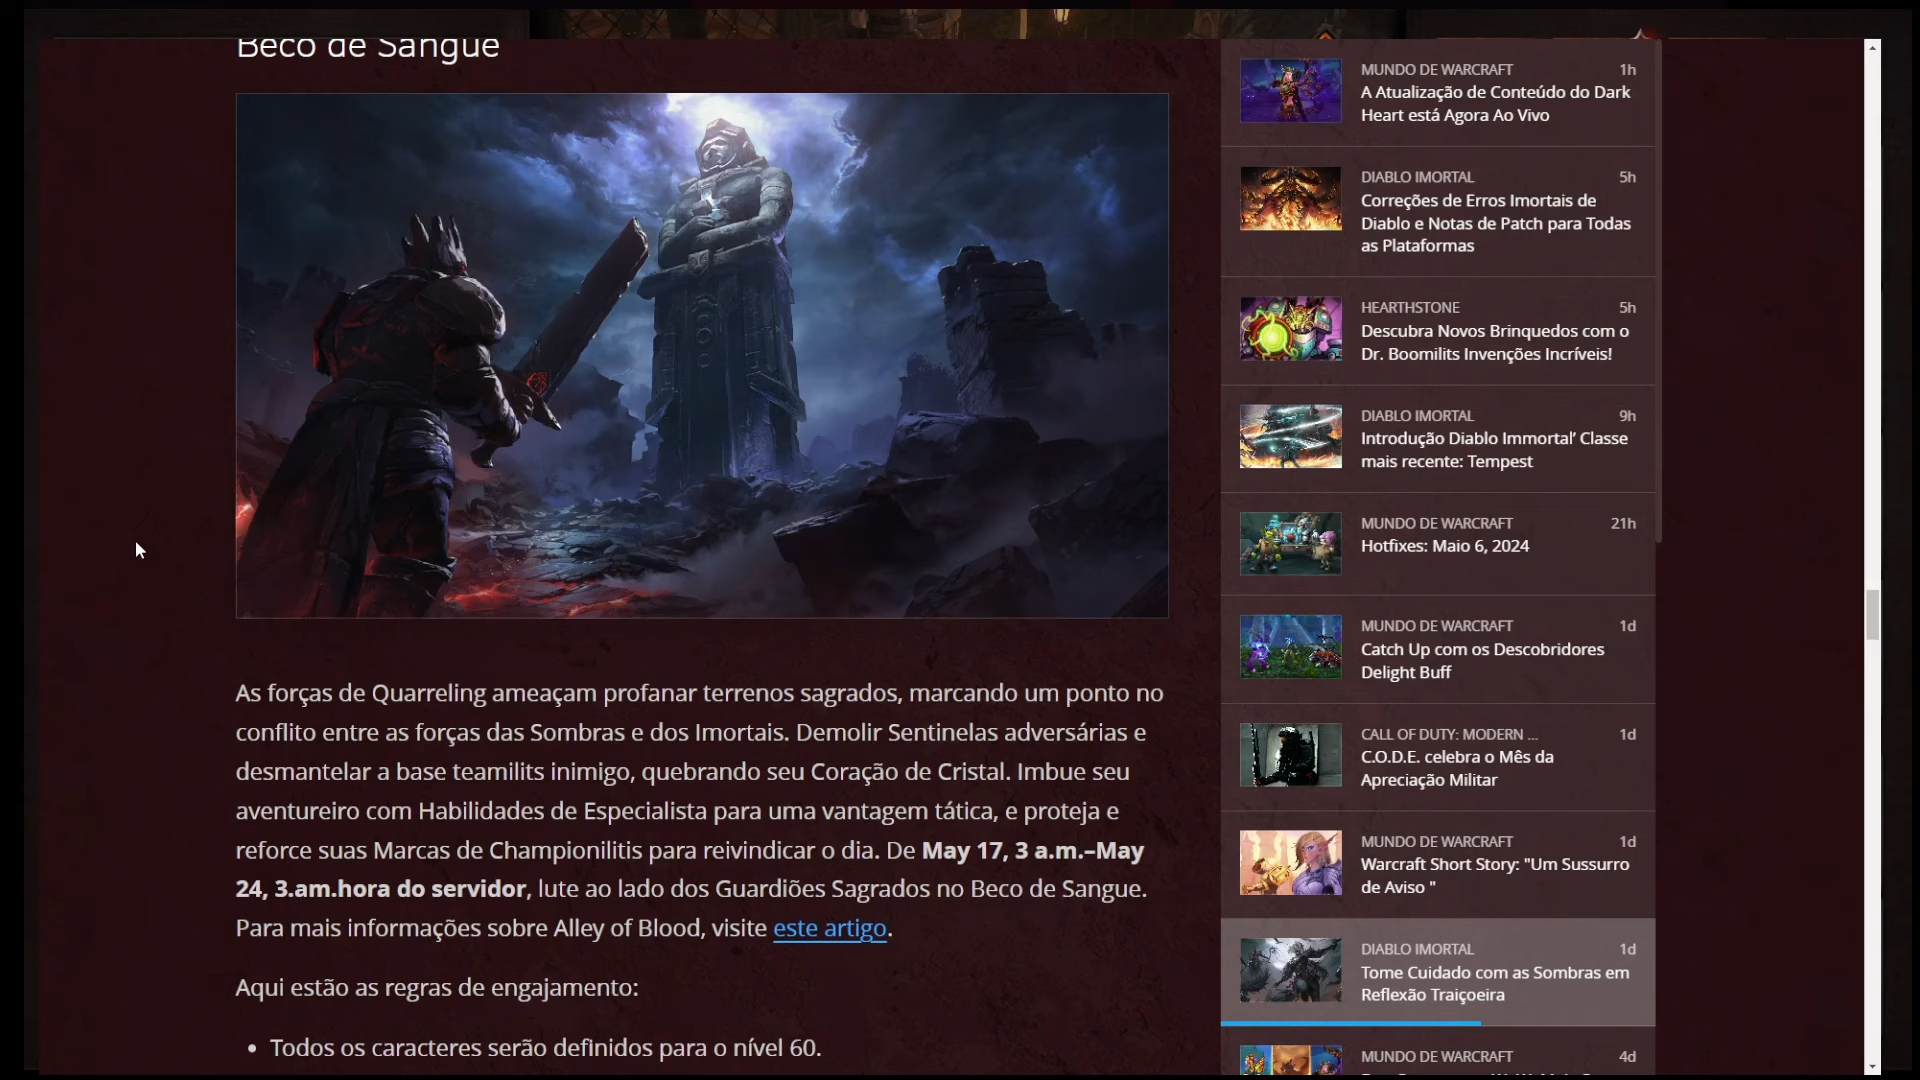 Beco de Sangue
As forças de Quarreling ameaçam profanar terrenos sagrados, marcando um ponto no
conflito entre as forças das Sombras e dos Imortais. Demolir Sentinelas adversárias e
desmantelar a base teamilits inimigo, quebrando seu Coração de Cristal. Imbue seu
aventureiro com Habilidades de Especialista para uma vantagem tática, e proteja e
reforce suas Marcas de Championilitis para reivindicar o dia. De May 17, 3 a.m.–May
24, 3.am.hora do servidor, lute ao lado dos Guardiões Sagrados no Beco de Sangue.
Para mais informações sobre Alley of Blood, visite este artigo.
Aqui estão as regras de engajamento:
• Todos os caracteres serão definidos para o nível 60.
MUNDO DE WARCRAFT 1h
A Atualização de Conteúdo do Dark
Heart está Agora Ao Vivo
DIABLO IMORTAL 5h
Correções de Erros Imortais de
Diablo e Notas de Patch para Todas
as Plataformas
HEARTHSTONE 5h
Descubra Novos Brinquedos com o
Dr. Boomilits Invenções Incríveis!
DIABLO IMORTAL 9h
Introdução Diablo Immortal’ Classe
mais recente: Tempest
MUNDO DE WARCRAFT 21h
Hotfixes: Maio 6, 2024
MUNDO DE WARCRAFT 1d
Catch Up com os Descobridores
Delight Buff
CALL OF DUTY: MODERN ... 1d
C.O.D.E. celebra o Mês da
Apreciação Militar
MUNDO DE WARCRAFT 1d
Warcraft Short Story: "Um Sussurro
de Aviso "
DIABLO IMORTAL 1d
Tome Cuidado com as Sombras em
Reflexão Traiçoeira
MUNDO DE WARCRAFT 4d